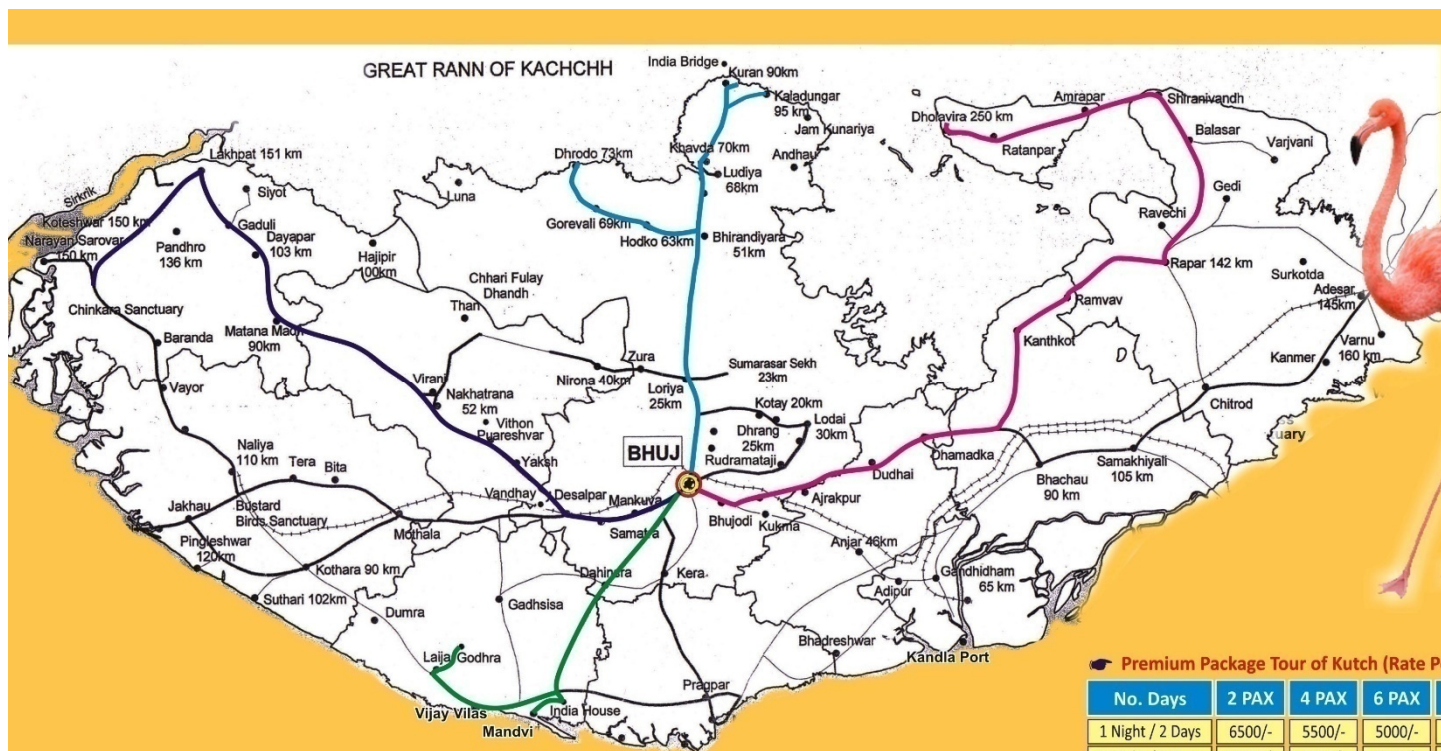 GREAT RANN OF KACHCHH
India Bridge
Kuran 90km
Kaladungar
95 km
Jam Kunariya
Khavda 70km
Andhau
Ludiya
68km
Dhrodo 73km
Gorevali 69km
Hodko 63km
Bhirandiyara
51km
Dholavira 250 km
Ratanpar
Amrapar
Shiranivandh
Balasar
Varjvani
Gedi
Ravechi
Rapar 142 km
Surkotda
Adesar
145km
Ramvav
Kanthkot
Varnu
160 km
Kanmer
Chitrod
Samakhiyali
105 km
Bhachau
90 km
uary
Lakhpat 151 km
Sirkrik
Siyot
Koteshwar 150 km
Narayan Sarovar
150 km
Gaduli
Pandhro
136 km
Dayapar
103 km
Luna
Hajipir
100km
Chhari Fulay
Dhandh
Than
Chinkara Sanctuary
Baranda
Matana Madh
90km
Vayor
Virani
Nakhatrana
52 km
Vithon
Puareshvar
Yaksh
Nirona 40km
Zura
Loriya
25km
Sumarasar Sekh
23km
Kotay 20km
Lodai
30km
Dhrang
25km
Rudramataji
BHUJ
Dhamadka
Dudhai
Ajrakpur
Bhujodi
Kukma
Anjar 46km
Adipur
Gandhidham
65 km
Kandla Port
Bhadreshwar
Naliya
110 km
Tera
Bita
Vandhay
Desalpar
Mankuva
Samatra
Jakhau
Bustard
Birds Sanctuary
Mothala
Pingleshwar
120km
Kothara 90 km
Suthari 102km
Dumra
Gadhsisa
Dahinsra
Kera
Laija
Godhra
Vijay Vilas
Mandvi
India House
Pragpar
Premium Package Tour of Kutch (Rate P
No. Days 2 PAX 4 PAX 6 PAX
1 Night / 2 Days 6500/- 5500/- 5000/-